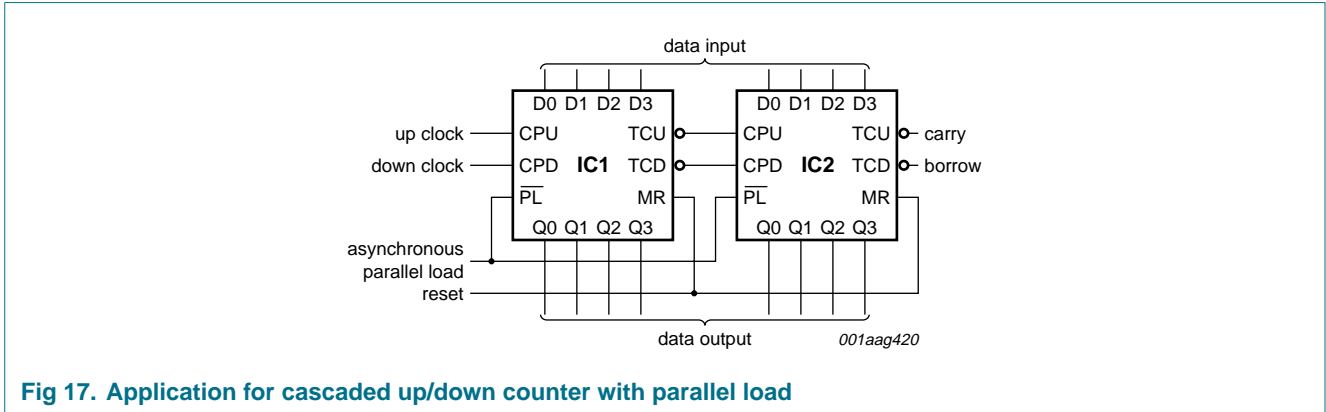 data input
D0 D1 D2 D3
D0 D1 D2 D3
up clock
CPU
TCU
CPU
TCU
carry
down clock
CPD
IC1
TCD
CPD
IC2
TCD
borrow
PL
MR
PL
MR
Q0 Q1 Q2 Q3
Q0 Q1 Q2 Q3
asynchronous
parallel load
reset
data output
001aag420
Fig 17. Application for cascaded up/down counter with parallel load